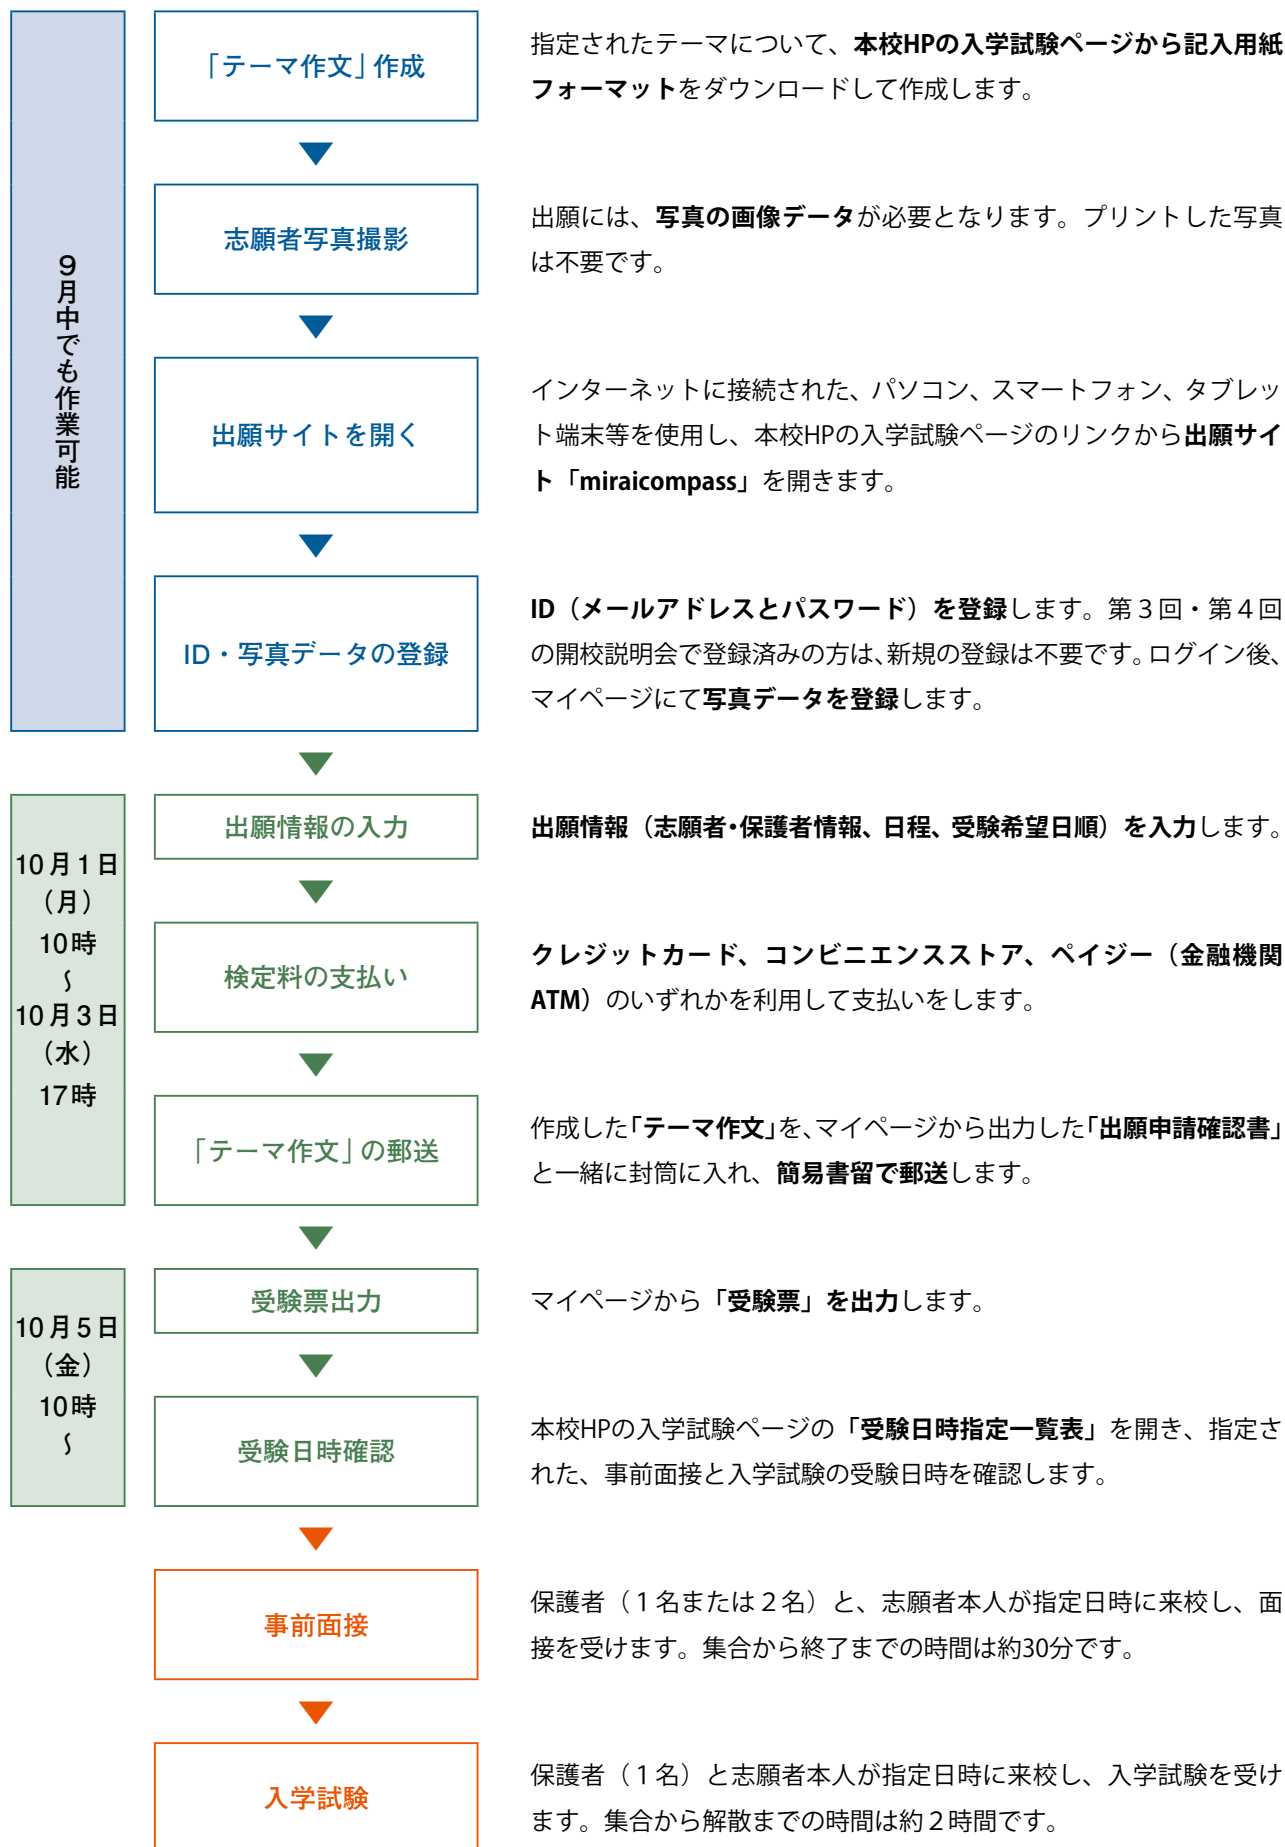 ９月中でも作業可能
「テーマ作文」作成
指定されたテーマについて、本校HPの入学試験ページから記入用紙
フォーマットをダウンロードして作成します。
志願者写真撮影
出願には、写真の画像データが必要となります。プリントした写真
は不要です。
出願サイトを開く
インターネットに接続された、パソコン、スマートフォン、タブレッ
ト端末等を使用し、本校HPの入学試験ページのリンクから出願サイ
ト「miraicompass」を開きます。
ID・写真データの登録
ID（メールアドレスとパスワード）を登録します。第３回・第４回
の開校説明会で登録済みの方は、新規の登録は不要です。ログイン後、
マイページにて写真データを登録します。
10月1日
（月）
10時
〜
10月3日
（水）
17時
出願情報の入力
出願情報（志願者・保護者情報、日程、受験希望日順）を入力します。
検定料の支払い
クレジットカード、コンビニエンスストア、ペイジー（金融機関
ATM）のいずれかを利用して支払いをします。
「テーマ作文」の郵送
作成した「テーマ作文」を、マイページから出力した「出願申請確認書」
と一緒に封筒に入れ、簡易書留で郵送します。
10月5日
（金）
10時
〜
受験票出力
マイページから「受験票」を出力します。
受験日時確認
本校HPの入学試験ページの「受験日時指定一覧表」を開き、指定さ
れた、事前面接と入学試験の受験日時を確認します。
事前面接
保護者（１名または２名）と、志願者本人が指定日時に来校し、面
接を受けます。集合から終了までの時間は約30分です。
入学試験
保護者（１名）と志願者本人が指定日時に来校し、入学試験を受け
ます。集合から解散までの時間は約２時間です。